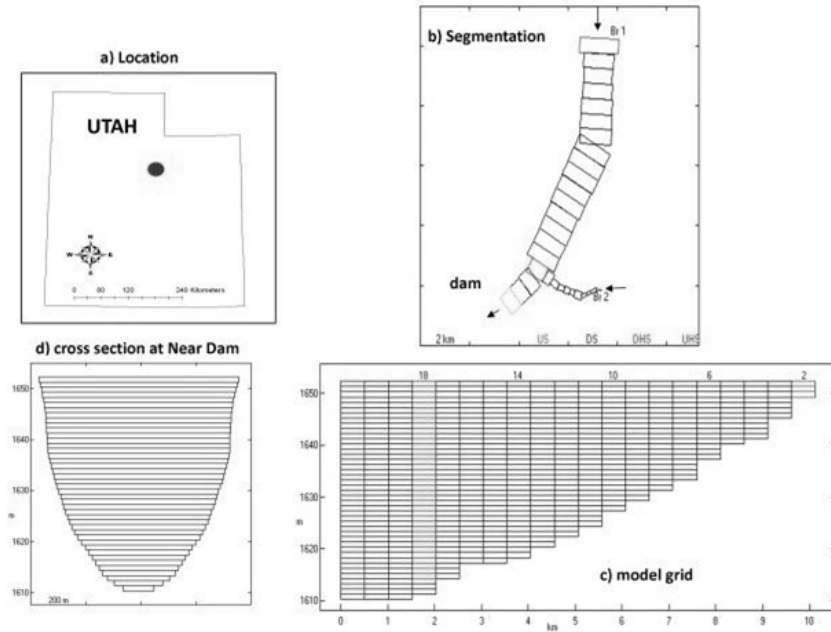 a) Location
UTAH
N
W E
S
0 60 120 240 Kilometers
b) Segmentation
Br 1
dam
Br 2
2 km US DS DHS UHS
d) cross section at Near Dam
1650
1640
1630
1620
1610
m
200 m
18 14 10 6 2
1650
1640
1630
1620
1610
m
c) model grid
0 1 2 3 4 5 6 7 8 9 10
km